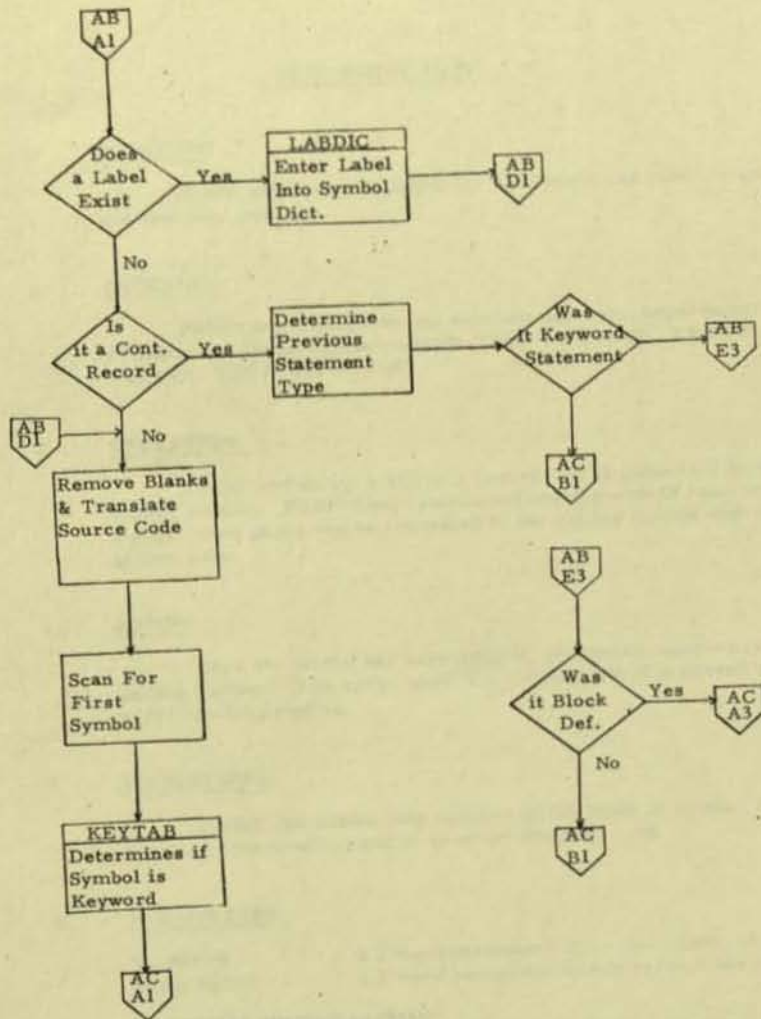 AB
A1
Does
a Label
Exist
Yes
LABDIC
Enter Label
Into Symbol
Dict.
AB
D1
No
Is
it a Cont.
Record
Yes
Determine
Previous
Statement
Type
Was
It Keyword
Statement
AB
E3
AC
B1
AB
D1
No
Remove Blanks
& Translate
Source Code
Scan For
First
Symbol
KEYTAB
Determines if
Symbol is
Keyword
AC
A1
AB
E3
Was
it Block
Def.
Yes
AC
A3
No
AC
B1